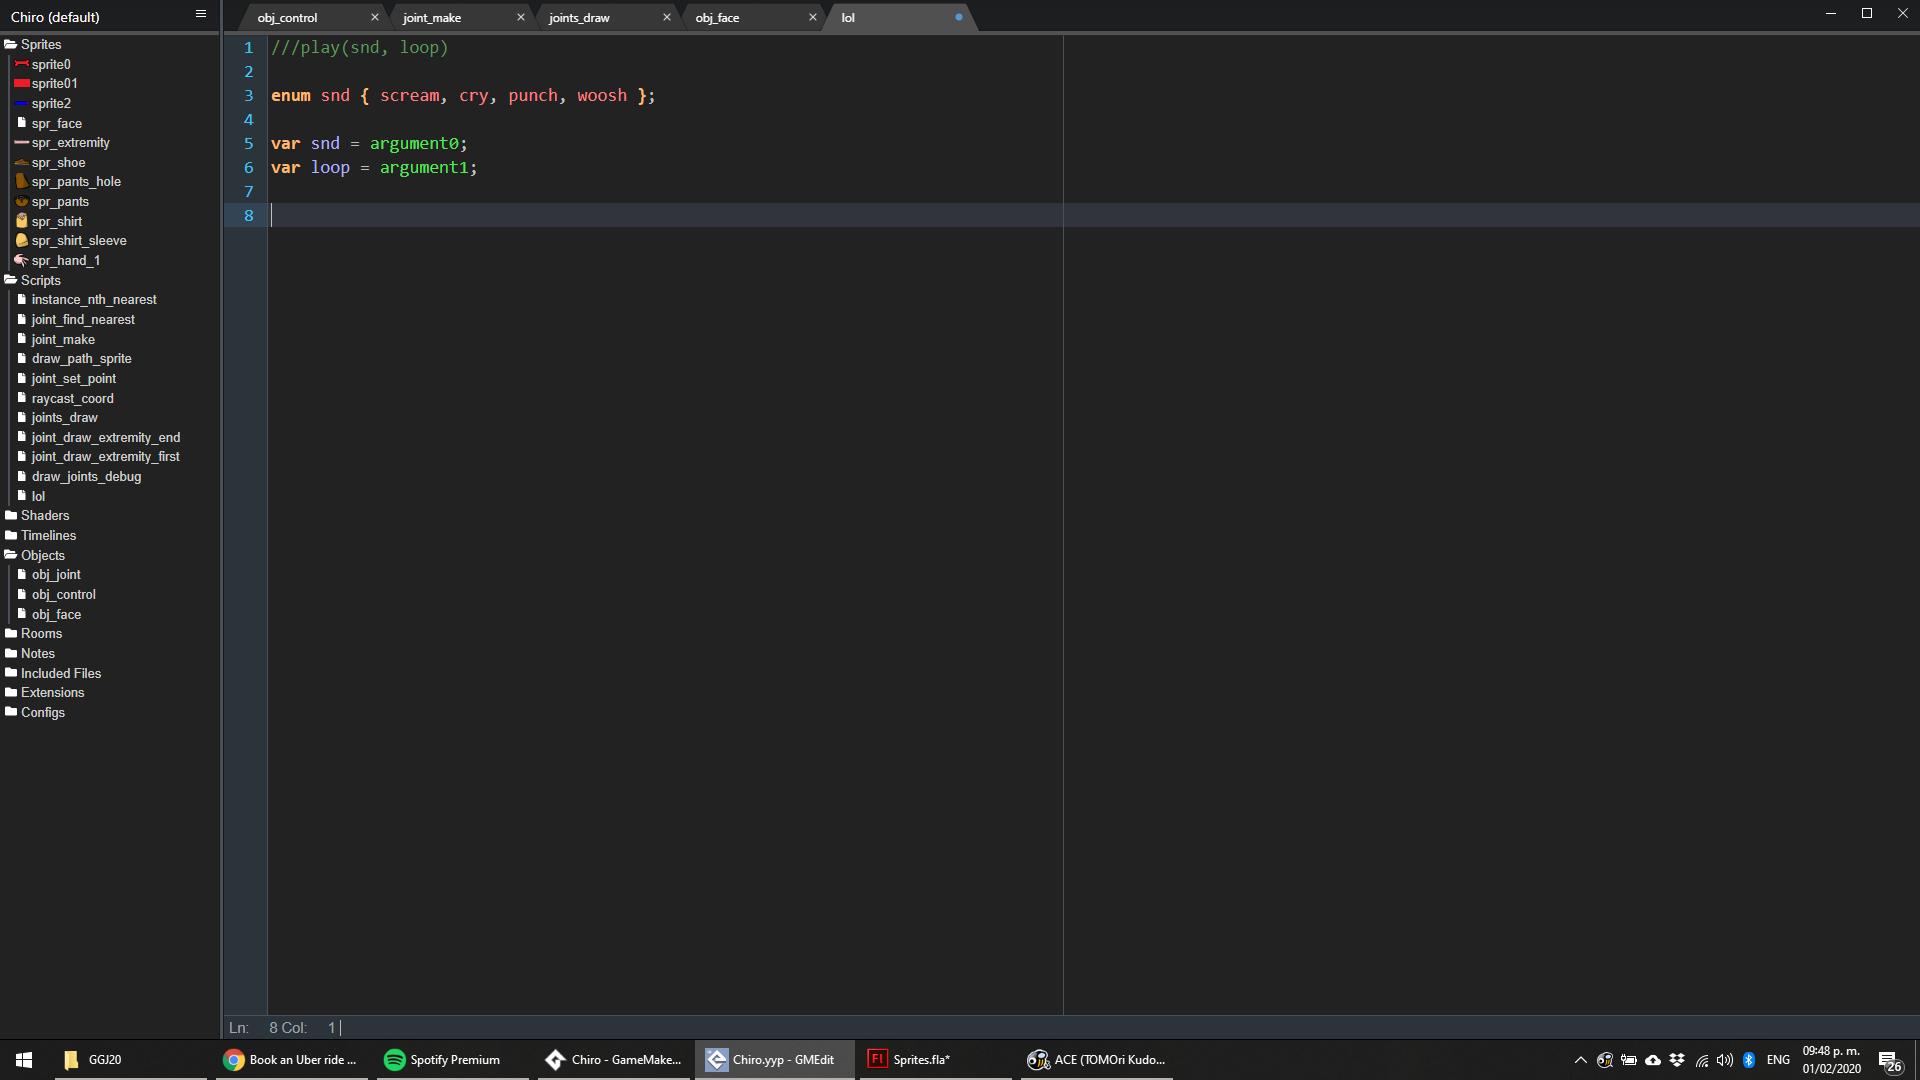 Chiro (default)
obj_control
joint_make
joints_draw
obj_face
lol
Sprites
sprite0
sprite01
sprite2
spr_face
spr_extremity
spr_shoe
spr_pants_hole
spr_pants
spr_shirt
spr_shirt_sleeve
spr_hand_1
Scripts
instance_nth_nearest
joint_find_nearest
joint_make
draw_path_sprite
joint_set_point
raycast_coord
joints_draw
joint_draw_extremity_end
joint_draw_extremity_first
draw_joints_debug
lol
Shaders
Timelines
Objects
obj_joint
obj_control
obj_face
Rooms
Notes
Included Files
Extensions
Configs
1 ///play(snd, loop)
2
3 enum snd { scream, cry, punch, woosh };
4
5 var snd = argument0;
6 var loop = argument1;
7
8
Ln: 8 Col: 1
GGJ20
Book an Uber ride ...
Spotify Premium
Chiro - GameMake...
Chiro.yyp - GMEdit
Fl Sprites.fla*
ACE (TOMOri Kudo...
ENG
09:48 p. m.
01/02/2020
26